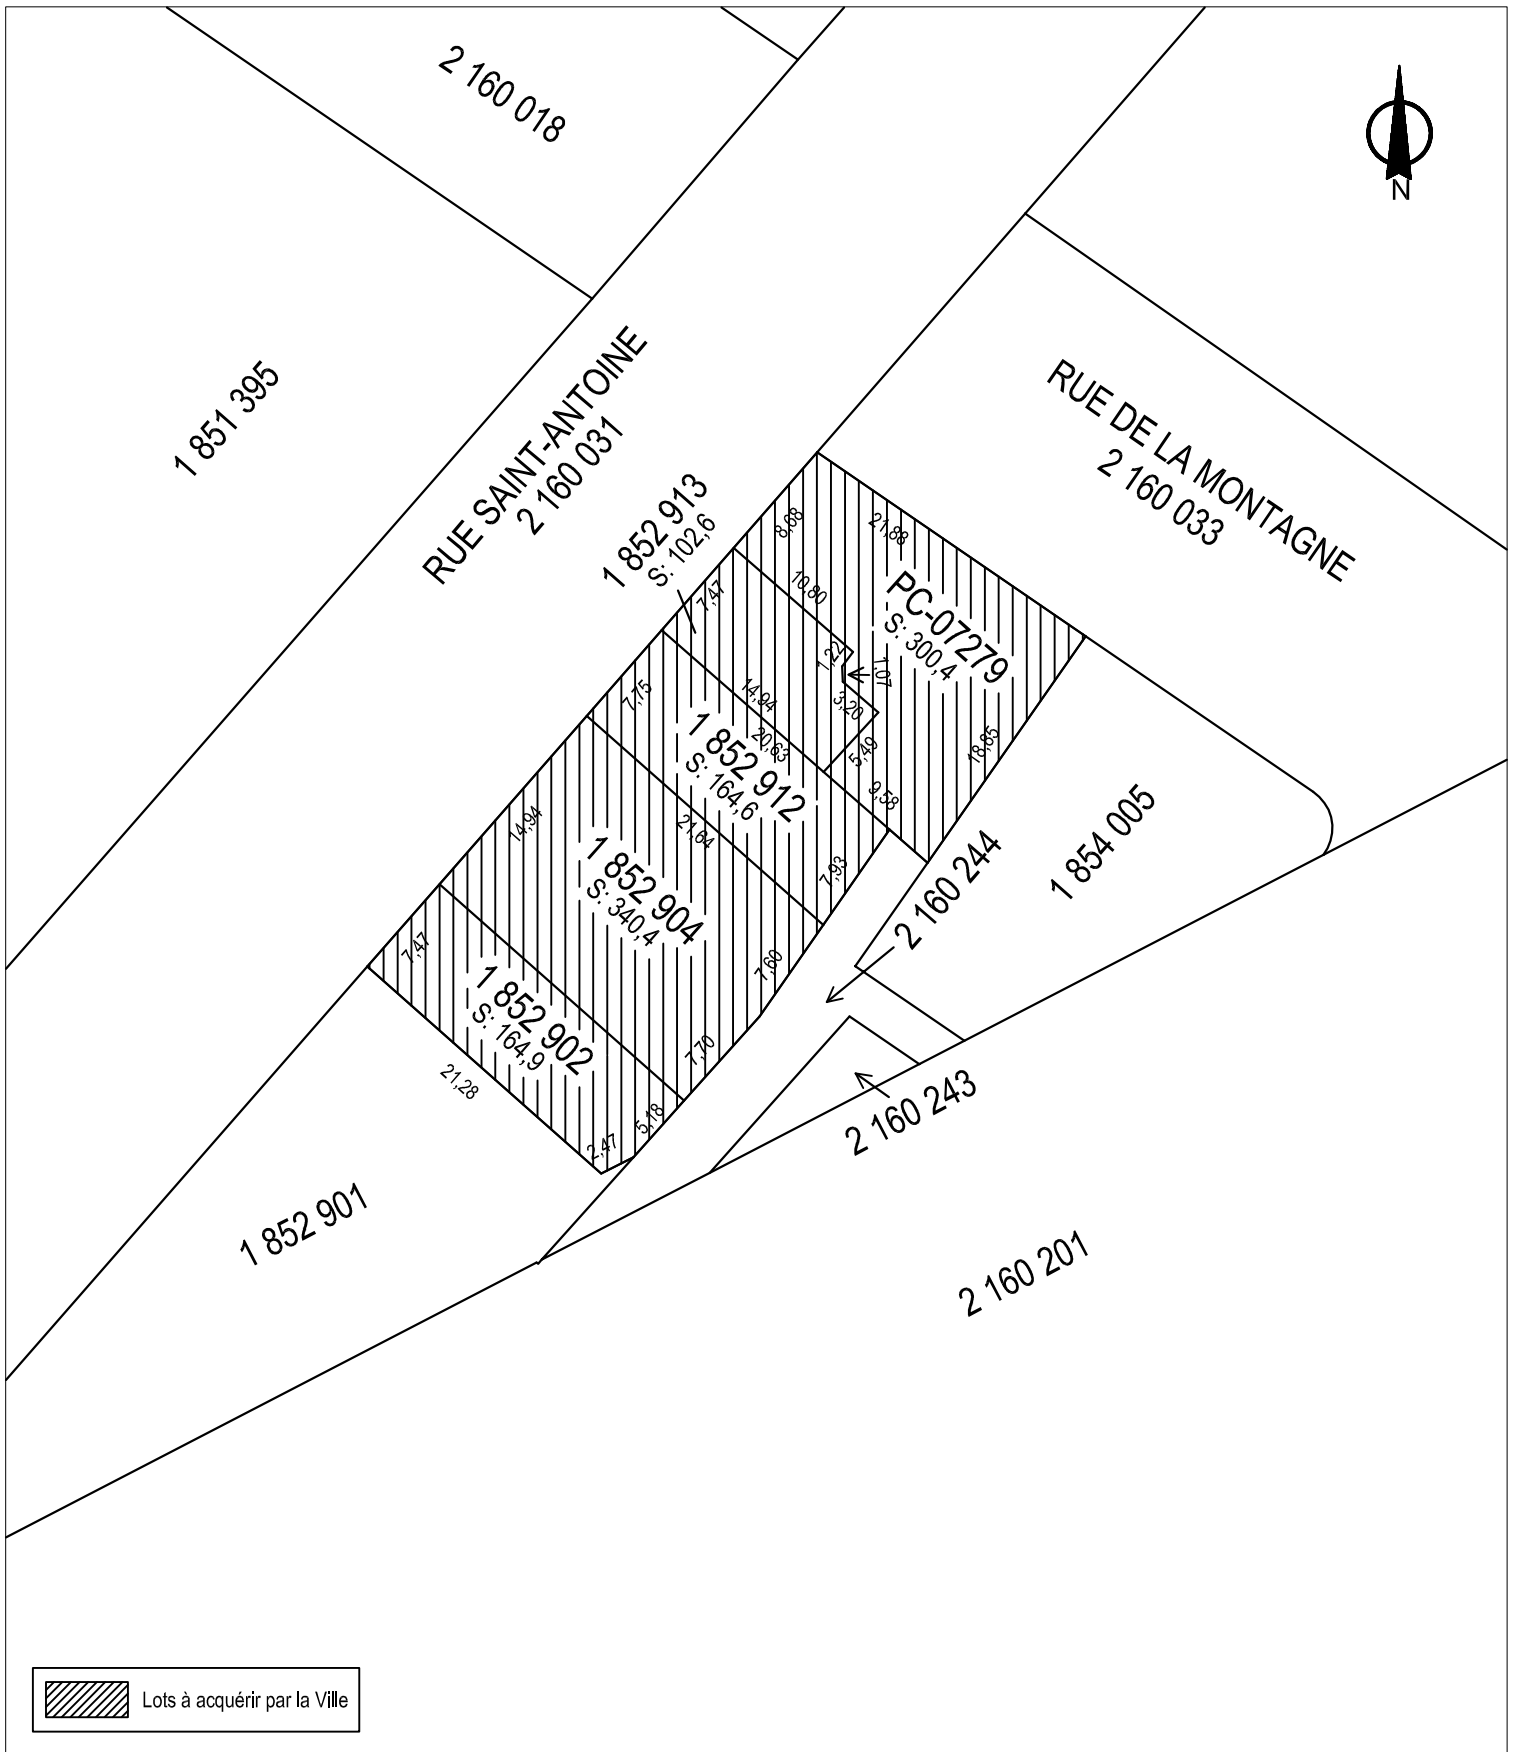 2 160 018
N
1 851 395
RUE SAINT-ANTOINE
2 160 031
RUE DE LA MONTAGNE
2 160 033
1 852 913
S: 102,6
8,68
21,88
7,47
10,80
PC-07279
S: 300,4
1,22
1,07
3,20
7,75
14,94
20,63
5,49
18,85
9,58
1 852 912
S: 164,6
14,94
21,64
7,93
1 852 904
S: 340,4
7,60
7,70
7,47
1 852 902
S: 164,9
21,28
2,47
5,18
2 160 244
1 854 005
2 160 243
1 852 901
2 160 201
Lots à acquérir par la Ville